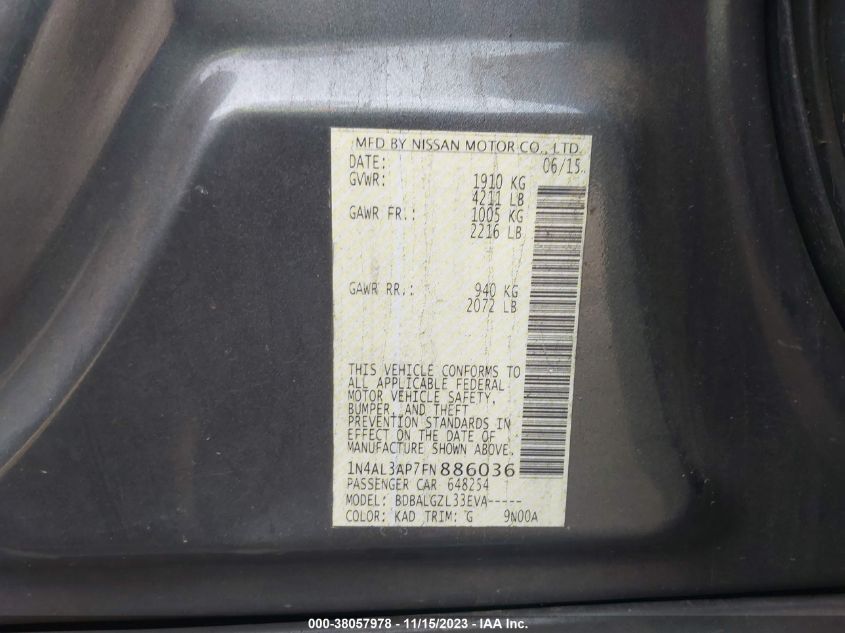 MFD BY NISSAN MOTOR CO., LTD.
DATE: 06/15
GVWR: 1910 KG
4211 LB
GAWR FR.: 1005 KG
2216 LB
GAWR RR.: 940 KG
2072 LB
THIS VEHICLE CONFORMS TO
ALL APPLICABLE FEDERAL
MOTOR VEHICLE SAFETY,
BUMPER, AND THEFT
PREVENTION STANDARDS IN
EFFECT ON THE DATE OF
MANUFACTURE SHOWN ABOVE.
1N4AL3AP7FN886036
PASSENGER CAR 648254
MODEL: BDBALGZL33EVA-----
COLOR: KAD TRIM: G 9N00A
000-38057978 - 11/15/2023 - IAA Inc.